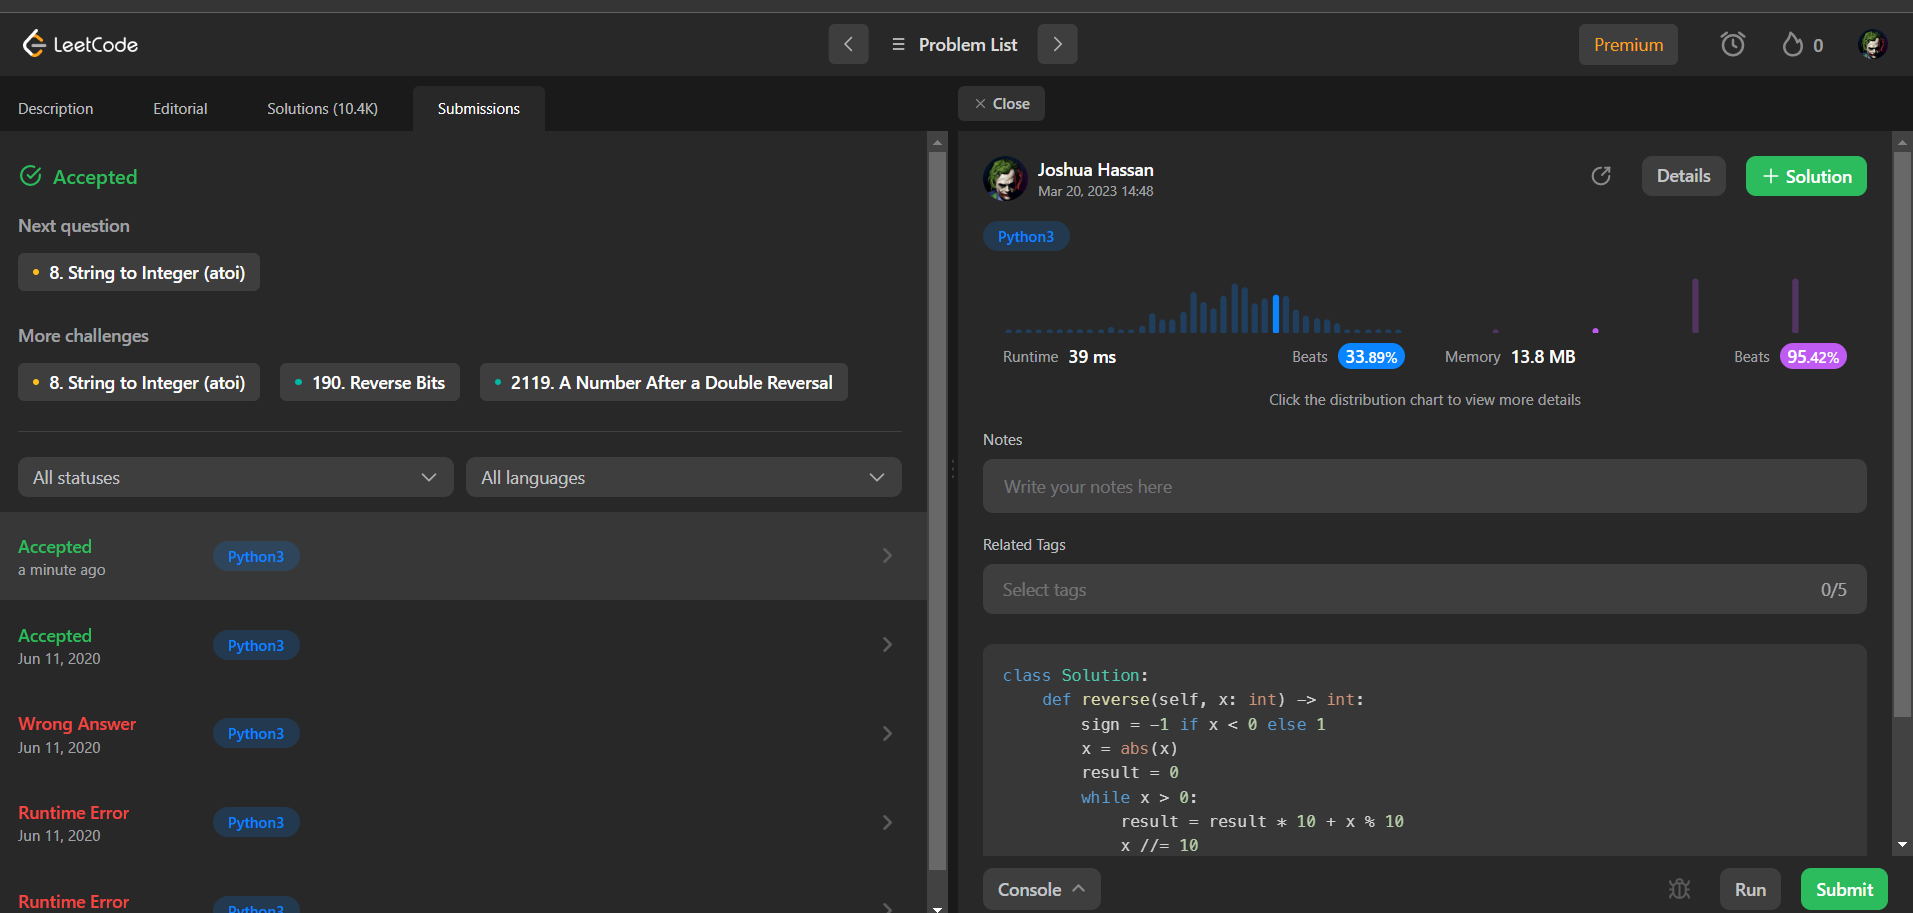 LeetCode
Problem List
Premium
0
Description Editorial Solutions (10.4K) Submissions
Close
Accepted
Next question
8. String to Integer (atoi)
More challenges
8. String to Integer (atoi) 190. Reverse Bits 2119. A Number After a Double Reversal
All statuses All languages
Accepted
a minute ago
Python3
Accepted
Jun 11, 2020
Python3
Wrong Answer
Jun 11, 2020
Python3
Runtime Error
Jun 11, 2020
Python3
Runtime Error
Python3
Joshua Hassan
Mar 20, 2023 14:48
Details
+ Solution
Python3
Runtime 39 ms Beats 33.89% Memory 13.8 MB Beats 95.42%
Click the distribution chart to view more details
Notes
Write your notes here
Related Tags
Select tags 0/5
class Solution:
    def reverse(self, x: int) -> int:
        sign = -1 if x < 0 else 1
        x = abs(x)
        result = 0
        while x > 0:
            result = result * 10 + x % 10
            x //= 10
Console Run Submit